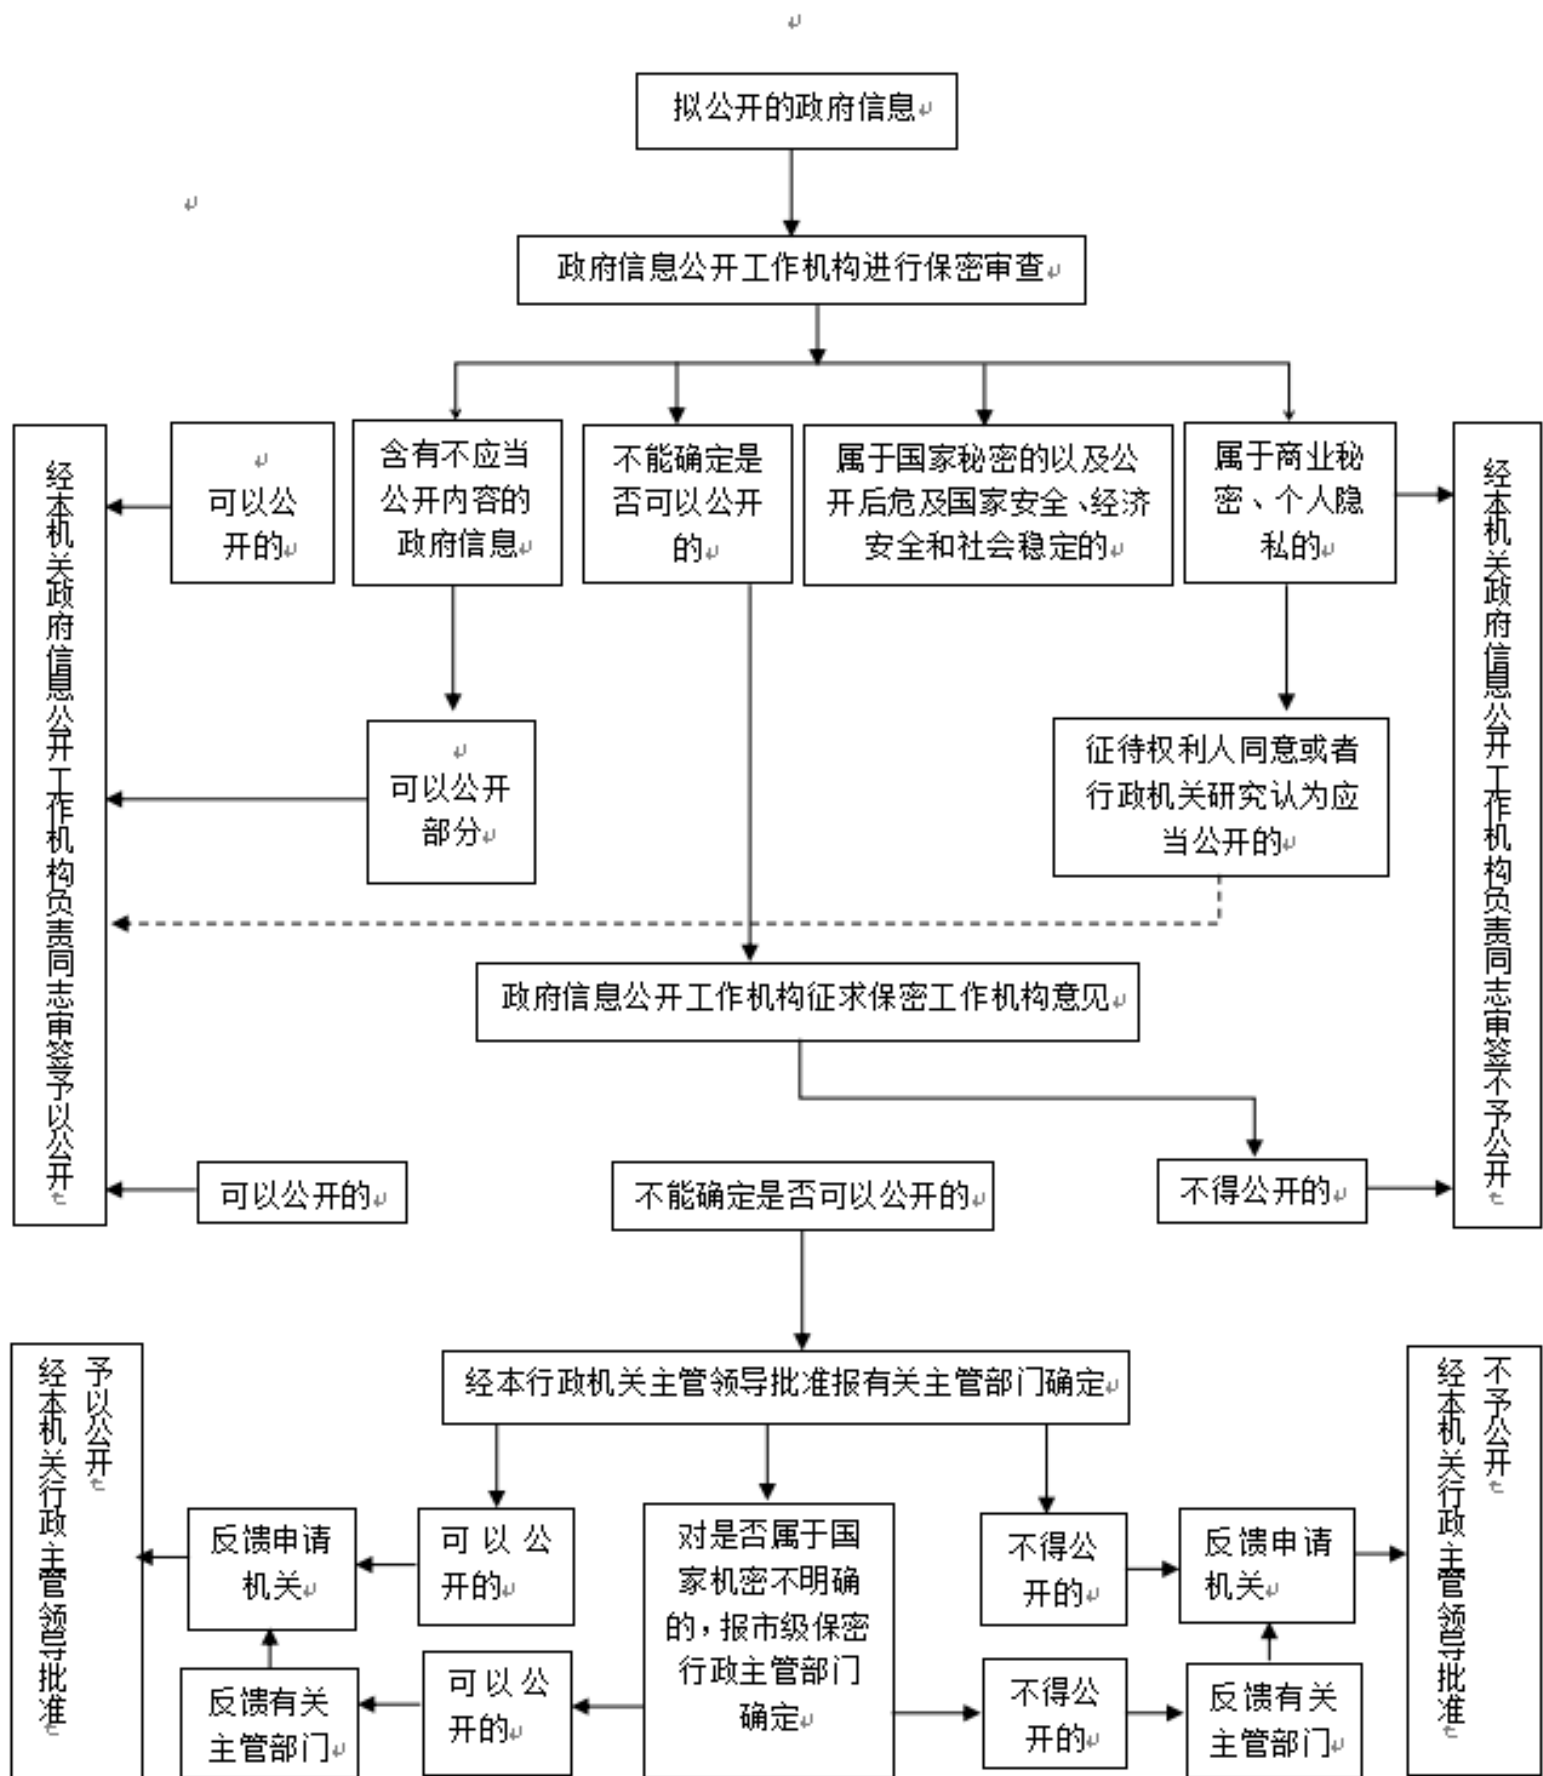 拟公开的政府信息
政府信息公开工作机构进行保密审查
经本机关政府信息公开工作机构负责同志审签予以公开
可以公
开的
含有不应当
公开内容的
政府信息
不能确定是
否可以公开
的
属于国家秘密的以及公
开后危及国家安全、经济
安全和社会稳定的
属于商业秘
密、个人隐
私的
经本机关政府信息公开工作机构负责同志审签不予公开
可以公开
部分
征待权利人同意或者
行政机关研究认为应
当公开的
政府信息公开工作机构征求保密工作机构意见
可以公开的
不能确定是否可以公开的
不得公开的
经本行政机关主管领导批准报有关主管部门确定
经本机关行政主管领导批准
予以公开
反馈申请
机关
可以公
开的
对是否属于国
家机密不明确
的，报市级保密
行政主管部门
确定
不得公
开的
反馈申请
机关
不予公开
经本机关行政主管领导批准
反馈有关
主管部门
可以公
开的
不得公
开的
反馈有关
主管部门